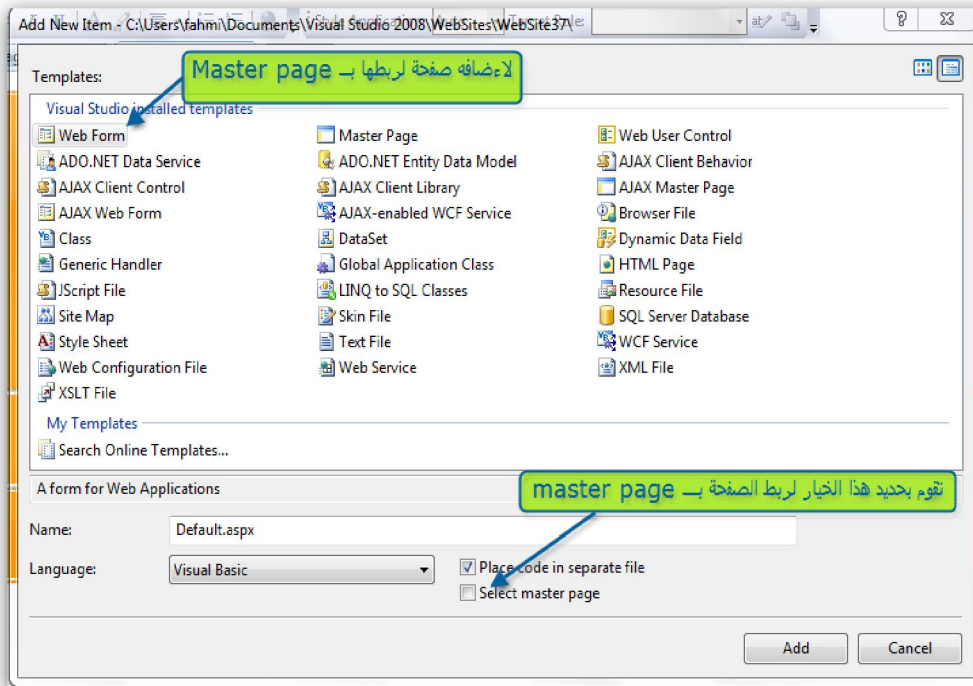 Add New Item - C:\Users\fahmi\Documents\Visual Studio 2008\WebSites\WebSite37\
لاءضافه صفحة لربطها بـ Master page
Templates:
Visual Studio installed templates
Web Form
Master Page
Web User Control
ADO.NET Data Service
ADO.NET Entity Data Model
AJAX Client Behavior
AJAX Client Control
AJAX Client Library
AJAX Master Page
AJAX Web Form
AJAX-enabled WCF Service
Browser File
Class
DataSet
Dynamic Data Field
Generic Handler
Global Application Class
HTML Page
JScript File
LINQ to SQL Classes
Resource File
Site Map
Skin File
SQL Server Database
Style Sheet
Text File
WCF Service
Web Configuration File
Web Service
XML File
XSLT File
My Templates
Search Online Templates...
A form for Web Applications
نقوم بحديد هذا الخيار لربط الصفحة بـ master page
Name:
Default.aspx
Language:
Visual Basic
Place code in separate file
Select master page
Add
Cancel